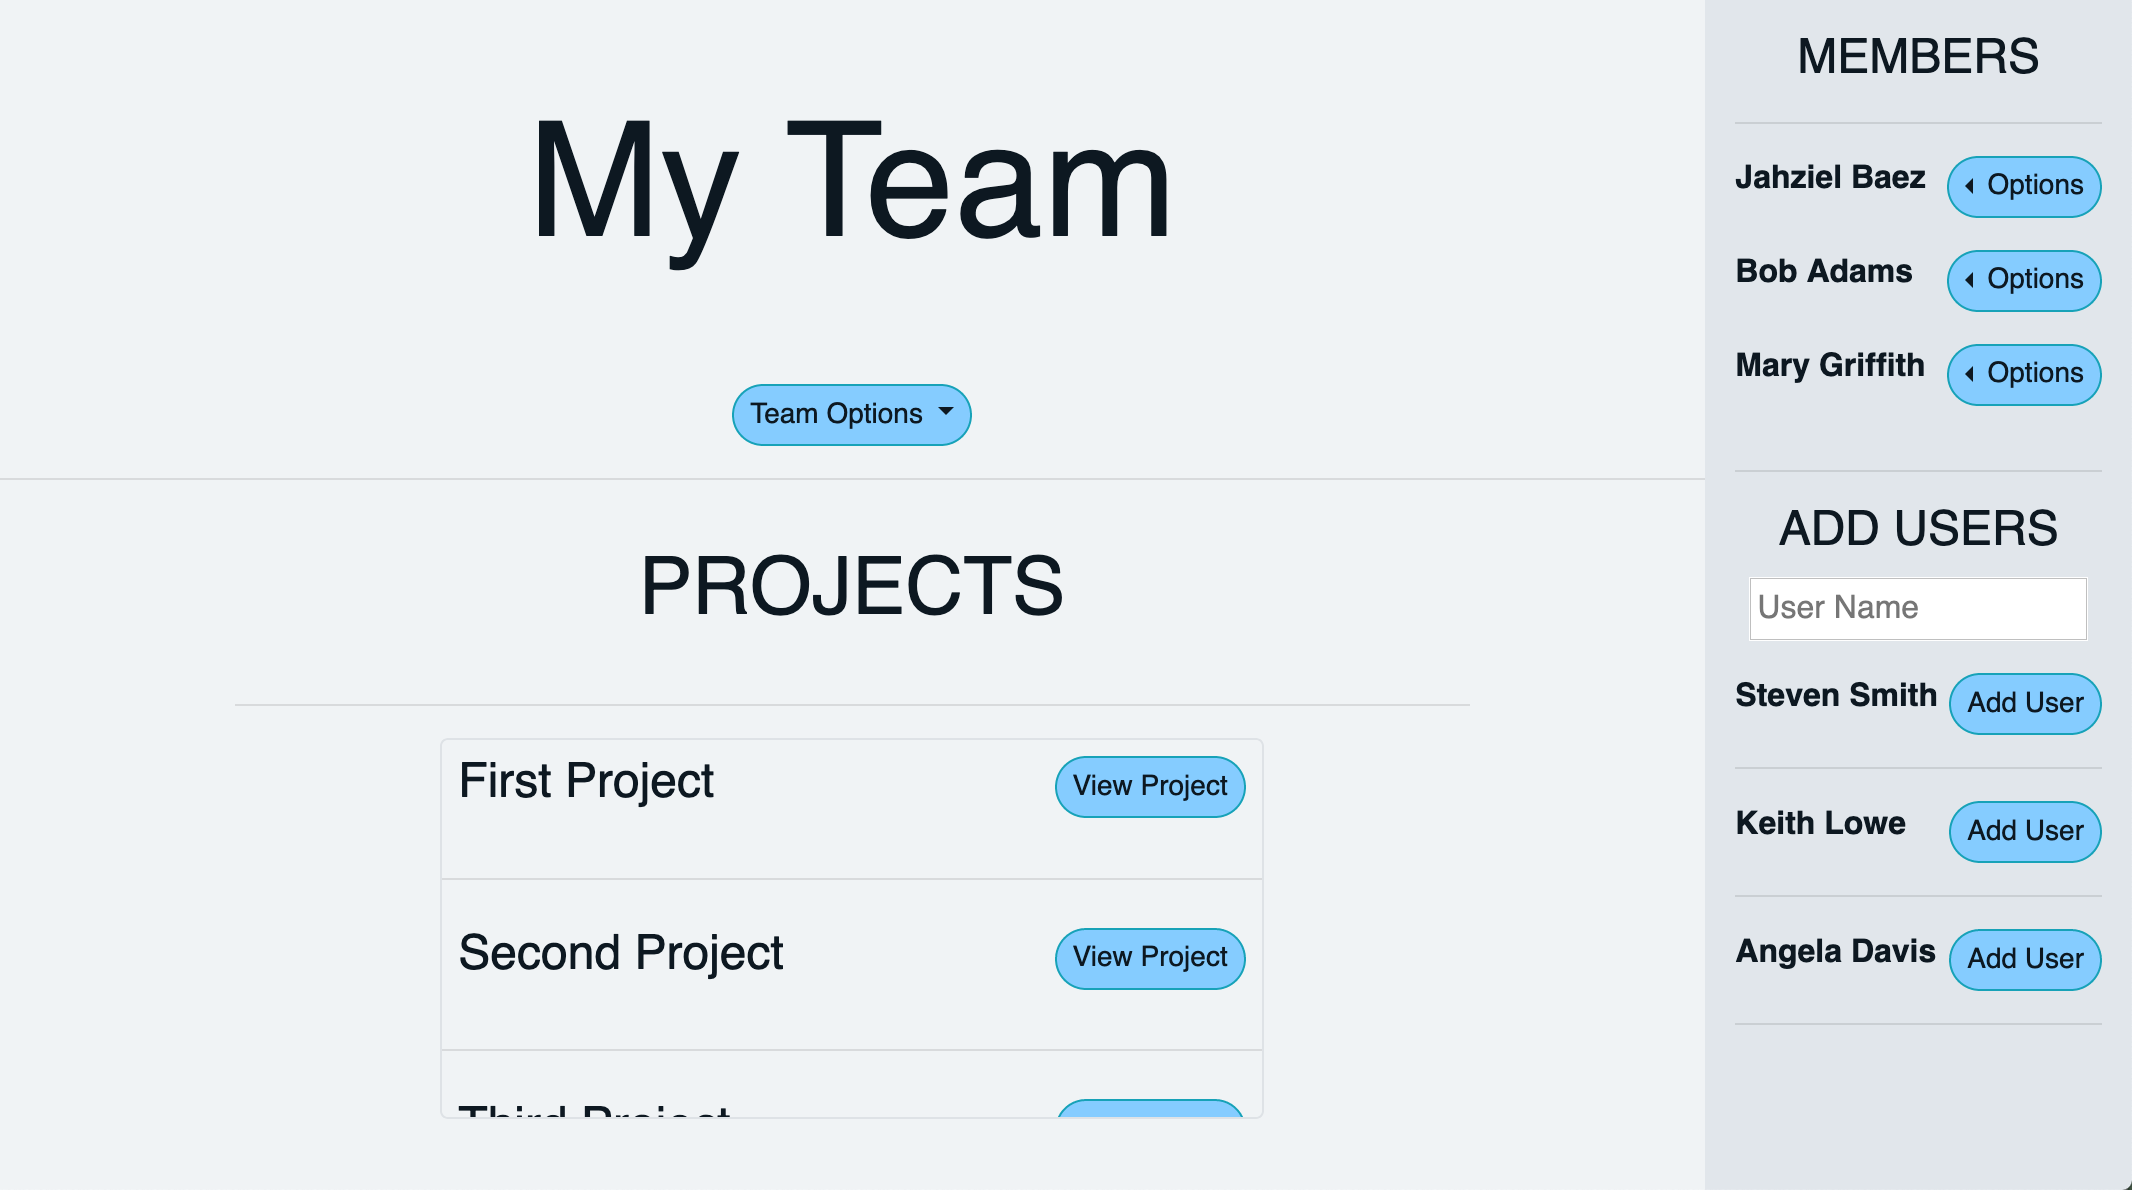 My Team
Team Options
PROJECTS
First Project
View Project
Second Project
View Project
Third Project
MEMBERS
Jahziel Baez
Options
Bob Adams
Options
Mary Griffith
Options
ADD USERS
User Name
Steven Smith
Add User
Keith Lowe
Add User
Angela Davis
Add User